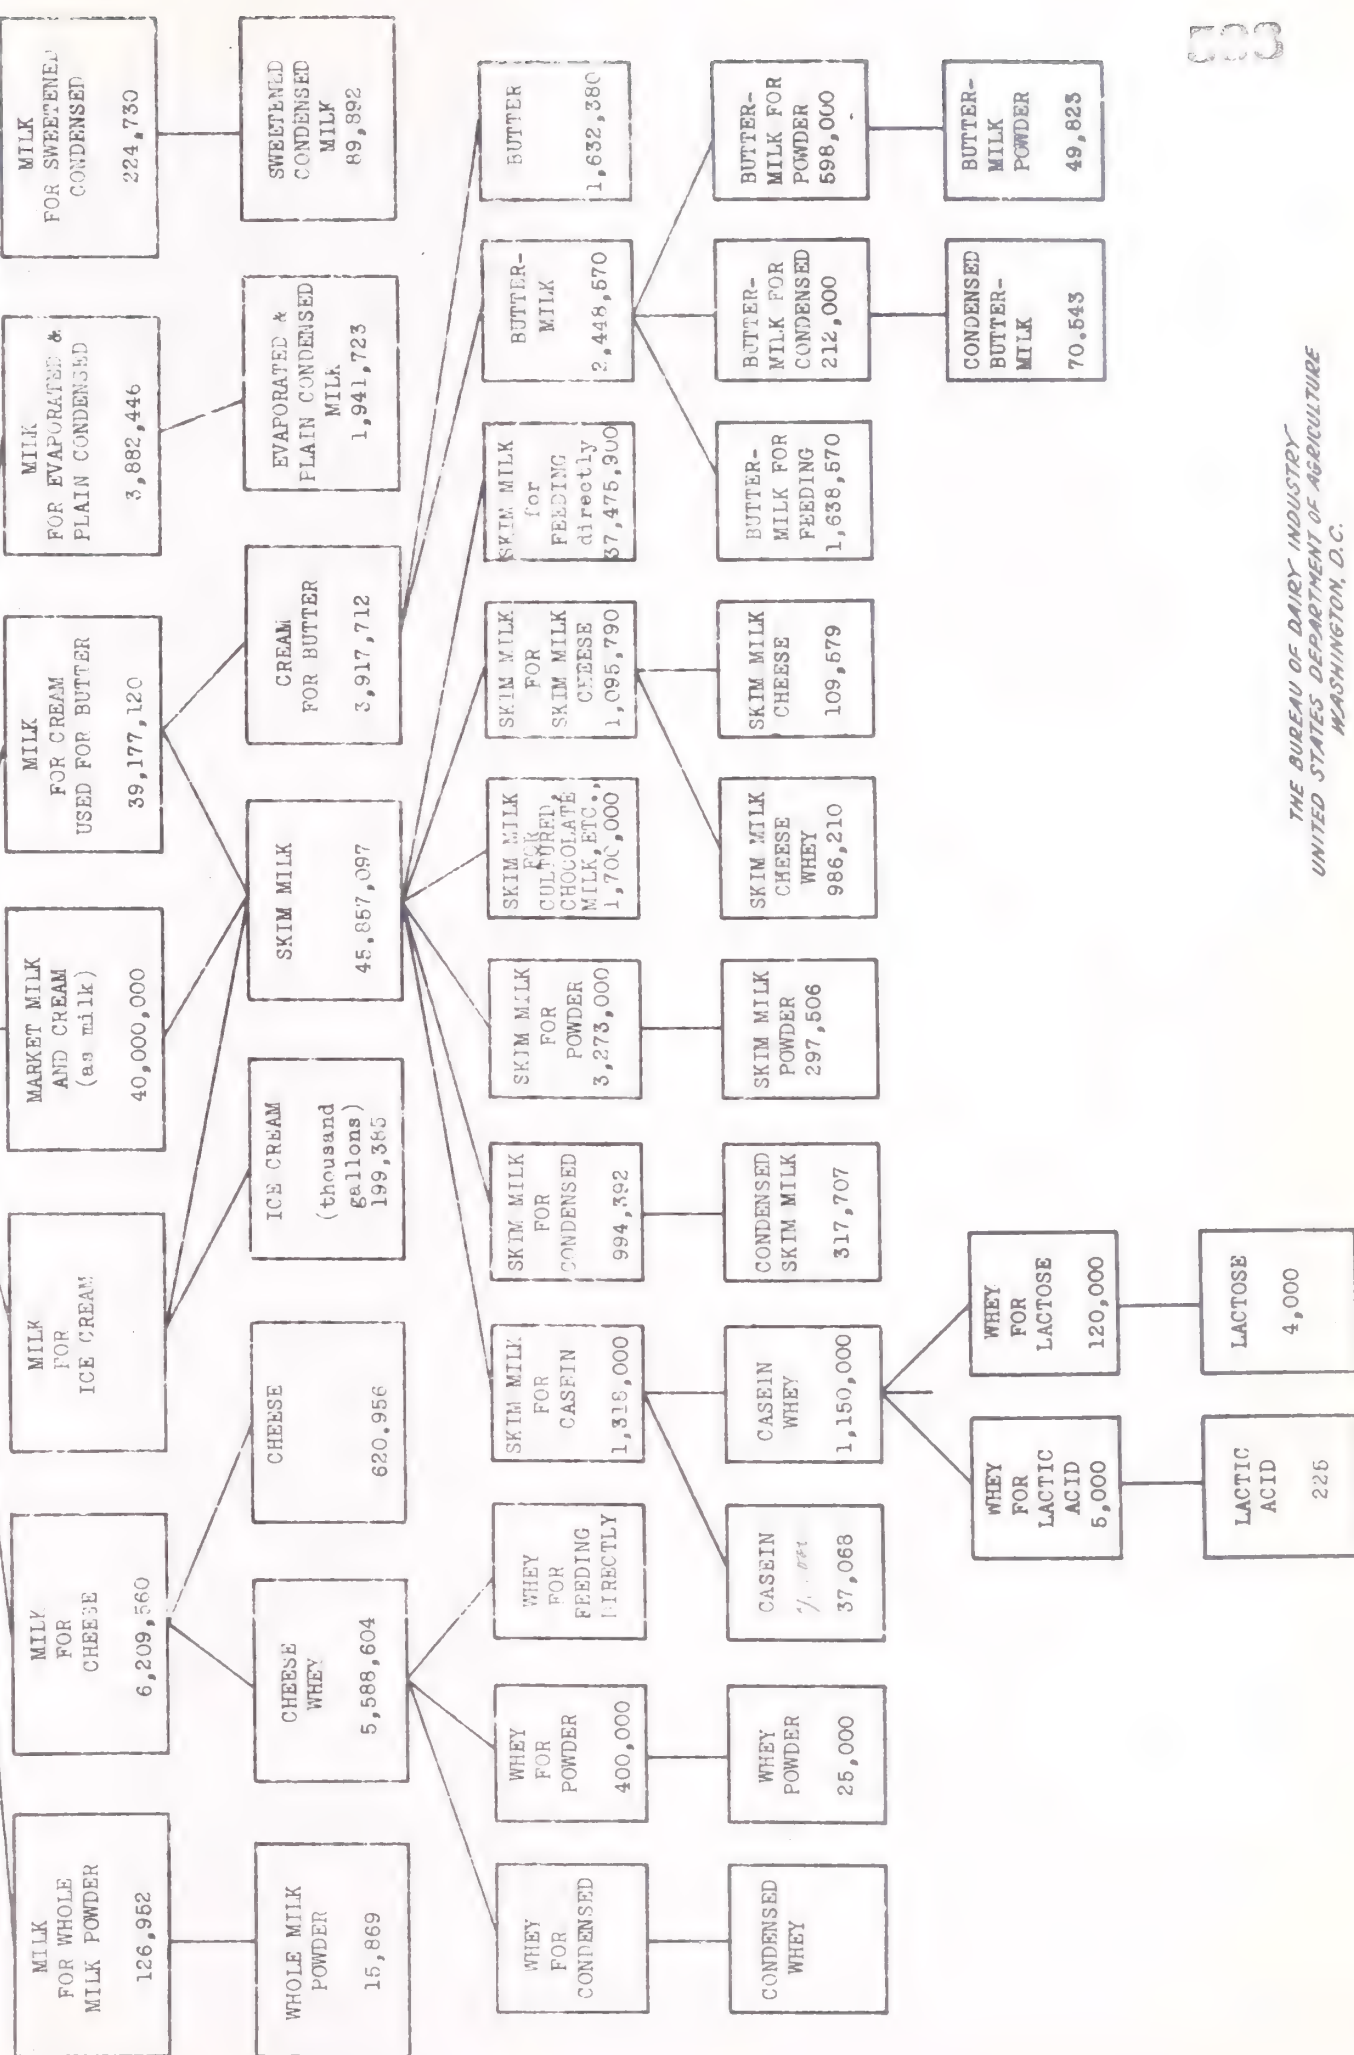 MILK
FOR WHOLE
MILK POWDER
126,952
MILK
FOR
CHEESE
6,209,560
MILK
FOR
ICE CREAM
MARKET MILK
AND CREAM
(as milk)
40,000,000
MILK
FOR CREAM
USED FOR BUTTER
39,177,120
MILK
FOR EVAPORATED &
PLAIN CONDENSED
3,882,446
MILK
FOR SWEETENED
CONDENSED
224,730
WHOLE MILK
POWDER
15,869
CHEESE
WHEY
5,588,604
CHEESE
620.956
ICE CREAM
(thousand
gallons)
199,385
SKIM MILK
45,857,097
CREAM
FOR BUTTER
3,917,712
EVAPORATED &
PLAIN CONDENSED
MILK
1,941,723
SWEETENED
CONDENSED
MILK
89,892
WHEY
FOR
CONDENSED
WHEY
FOR
POWDER
400,000
WHEY
FOR
FEEDING
DIRECTLY
SKIM MILK
FOR
CASEIN
1,318,000
SKIM MILK
FOR
CONDENSED
994,392
SKIM MILK
FOR
POWDER
3,273,000
SKIM MILK
FOR
CULTURED,
CHOCOLATE
MILK,ETC.,
1,700,000
SKIM MILK
FOR
SKIM MILK
CHEESE
1,095,790
SKIM MILK
for
FEEDING
directly
37,475,900
BUTTER-
MILK
2,448,570
BUTTER
1,632,380
CONDENSED
WHEY
WHEY
POWDER
25,000
CASEIN
37,068
CASEIN
WHEY
1,150,000
CONDENSED
SKIM MILK
317,707
SKIM MILK
POWDER
297,506
SKIM MILK
CHEESE
WHEY
986,210
SKIM MILK
CHEESE
109,579
BUTTER-
MILK FOR
FEEDING
1,638,570
BUTTER-
MILK FOR
CONDENSED
212,000
BUTTER-
MILK FOR
POWDER
598,000
WHEY
FOR
LACTIC
ACID
5,000
WHEY
FOR
LACTOSE
120,000
CONDENSED
BUTTER-
MILK
70.543
BUTTER-
MILK
POWDER
49,823
LACTIC
ACID
225
LACTOSE
4,000
THE BUREAU OF DAIRY INDUSTRY
UNITED STATES DEPARTMENT OF AGRICULTURE
WASHINGTON, D.C.